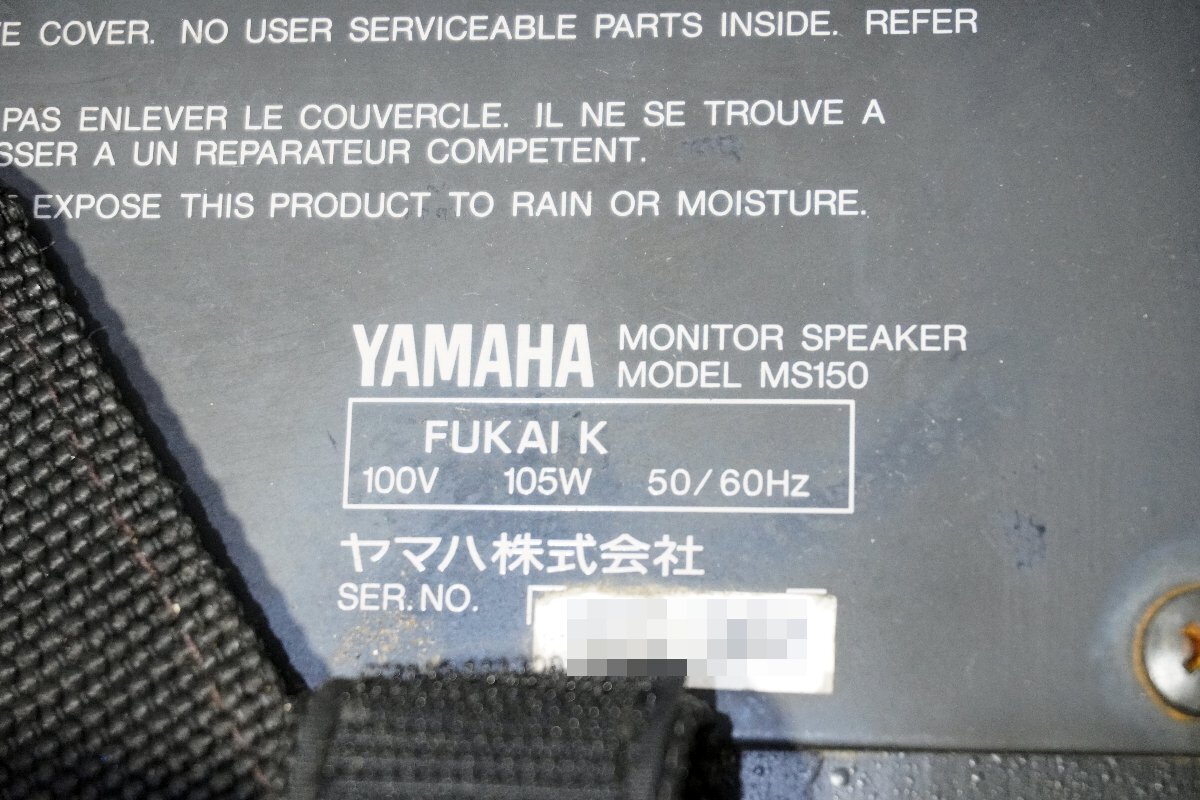 VE COVER. NO USER SERVICEABLE PARTS INSIDE. REFER
PAS ENLEVER LE COUVERCLE. IL NE SE TROUVE A
SSER A UN REPARATEUR COMPETENT.
EXPOSE THIS PRODUCT TO RAIN OR MOISTURE.
YAMAHA MONITOR SPEAKER
MODEL MS150
FUKAI K
100V 105W 50/60Hz
ヤマハ株式会社
SER. NO.